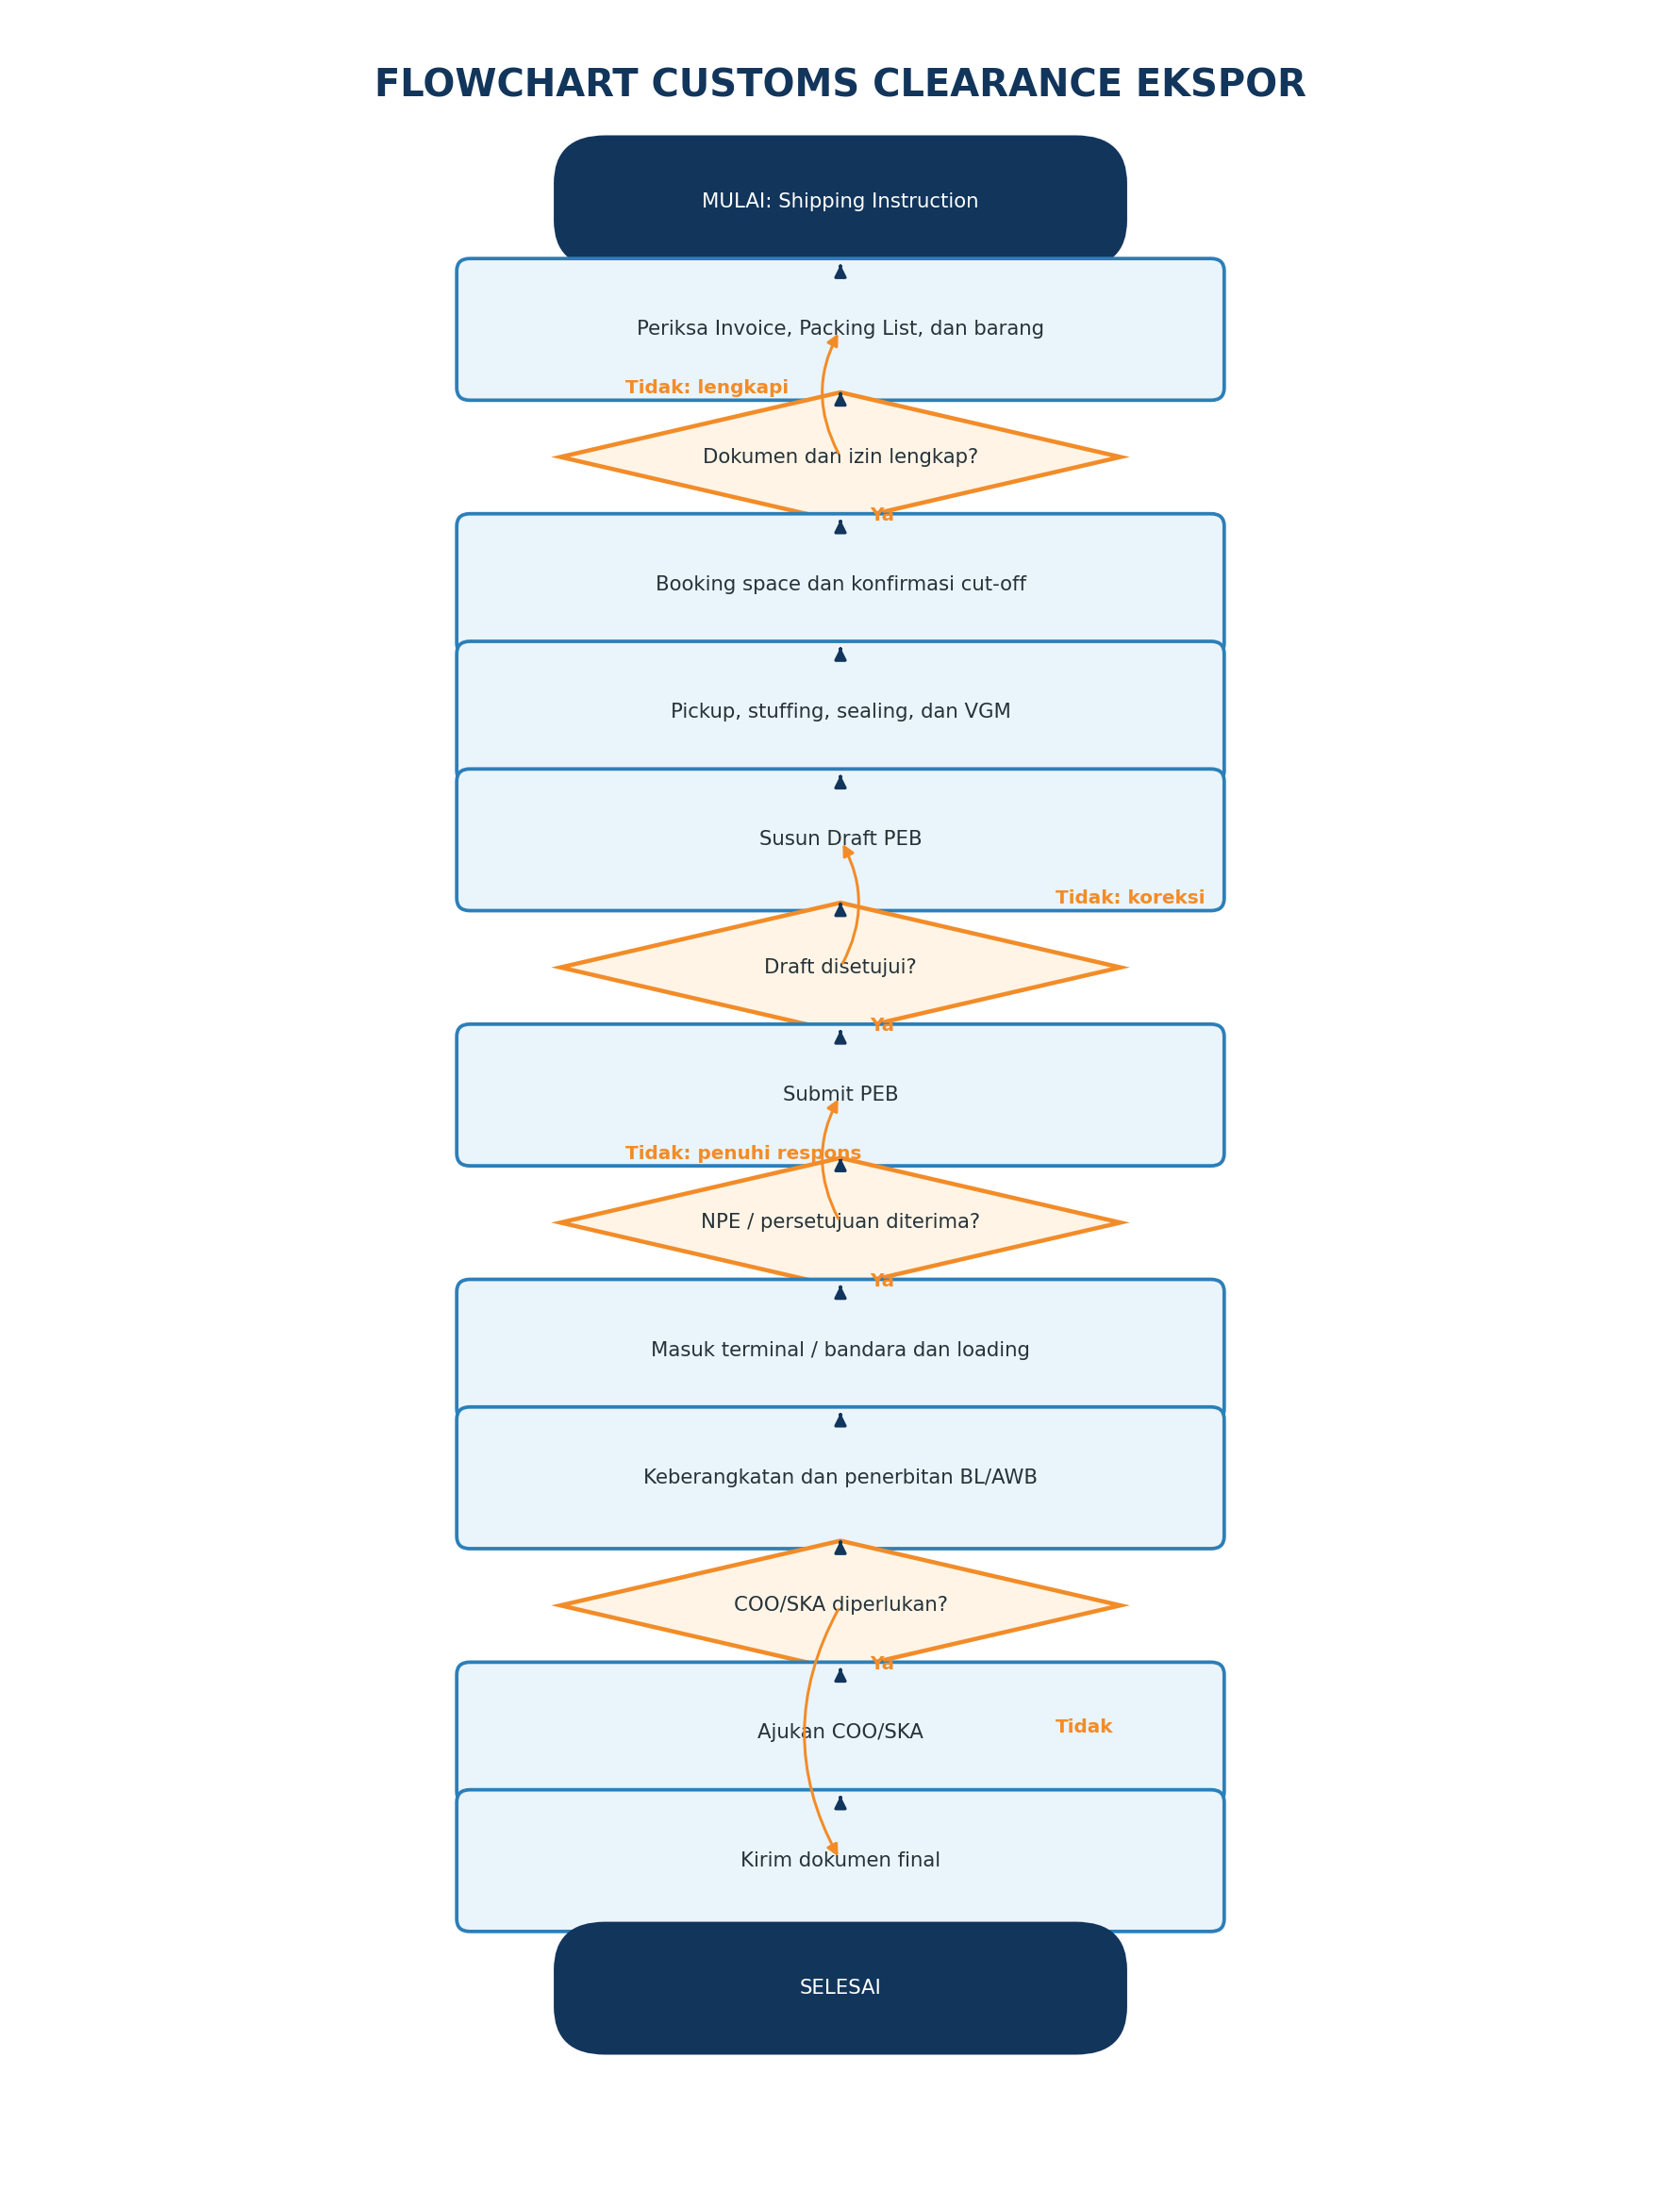 FLOWCHART CUSTOMS CLEARANCE EKSPOR
MULAI: Shipping Instruction
Periksa Invoice, Packing List, dan barang
Tidak: lengkapi
Dokumen dan izin lengkap?
Ya
Booking space dan konfirmasi cut-off
Pickup, stuffing, sealing, dan VGM
Susun Draft PEB
Tidak: koreksi
Draft disetujui?
Ya
Submit PEB
Tidak: penuhi respons
NPE / persetujuan diterima?
Ya
Masuk terminal / bandara dan loading
Keberangkatan dan penerbitan BL/AWB
COO/SKA diperlukan?
Ya
Tidak
Ajukan COO/SKA
Kirim dokumen final
SELESAI